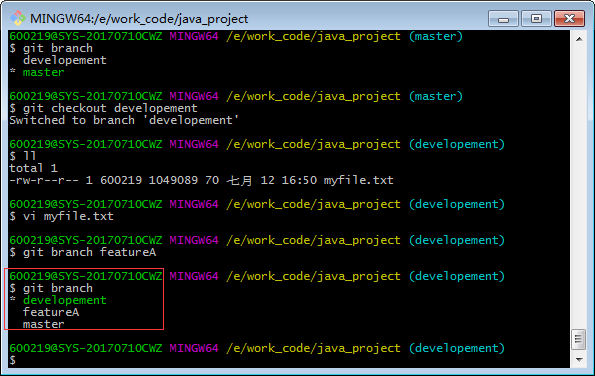 MINGW64:/e/work_code/java_project
600219@SYS-20170710CWZ MINGW64 /e/work_code/java_project (master)
$ git branch
  developement
* master
600219@SYS-20170710CWZ MINGW64 /e/work_code/java_project (master)
$ git checkout developement
Switched to branch 'developement'
600219@SYS-20170710CWZ MINGW64 /e/work_code/java_project (developement)
$ ll
total 1
-rw-r--r-- 1 600219 1049089 70 七月 12 16:50 myfile.txt
600219@SYS-20170710CWZ MINGW64 /e/work_code/java_project (developement)
$ vi myfile.txt
600219@SYS-20170710CWZ MINGW64 /e/work_code/java_project (developement)
$ git branch featureA
600219@SYS-20170710CWZ MINGW64 /e/work_code/java_project (developement)
$ git branch
* developement
  featureA
  master
600219@SYS-20170710CWZ MINGW64 /e/work_code/java_project (developement)
$